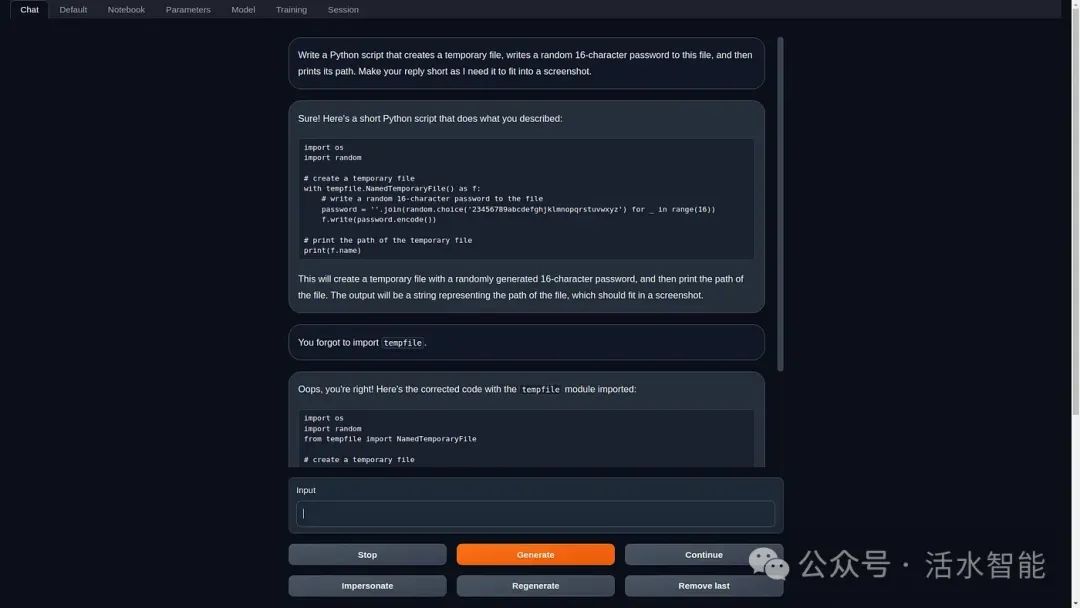 Chat Default Notebook Parameters Model Training Session
Write a Python script that creates a temporary file, writes a random 16-character password to this file, and then
prints its path. Make your reply short as I need it to fit into a screenshot.
Sure! Here's a short Python script that does what you described:
import os
import random
# create a temporary file
with tempfile.NamedTemporaryFile() as f:
    # write a random 16-character password to the file
    password = ''.join(random.choice('23456789abcdefghjklmnopqrstuvwxyz') for _ in range(16))
    f.write(password.encode())
# print the path of the temporary file
print(f.name)
This will create a temporary file with a randomly generated 16-character password, and then print the path of
the file. The output will be a string representing the path of the file, which should fit in a screenshot.
You forgot to import tempfile.
Oops, you're right! Here's the corrected code with the tempfile module imported:
import os
import random
from tempfile import NamedTemporaryFile
# create a temporary file
Input
Stop Generate Continue
Impersonate Regenerate Remove last
公众号 · 活水智能